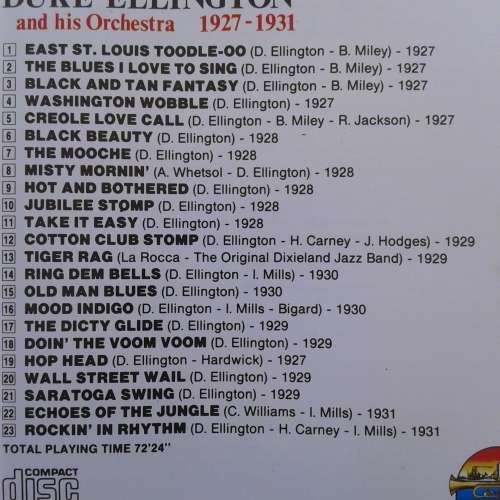 DUKE ELLINGTON
and his Orchestra 1927-1931
1 EAST ST. LOUIS TOODLE-OO (D. Ellington - B. Miley) - 1927
2 THE BLUES I LOVE TO SING (D. Ellington - B. Miley) - 1927
3 BLACK AND TAN FANTASY (D. Ellington - B. Miley) - 1927
4 WASHINGTON WOBBLE (D. Ellington) - 1927
5 CREOLE LOVE CALL (D. Ellington - B. Miley - R. Jackson) - 1927
6 BLACK BEAUTY (D. Ellington) - 1928
7 THE MOOCHE (D. Ellington) - 1928
8 MISTY MORNIN' (A. Whetsol - D. Ellington) - 1928
9 HOT AND BOTHERED (D. Ellington) - 1928
10 JUBILEE STOMP (D. Ellington) - 1928
11 TAKE IT EASY (D. Ellington) - 1928
12 COTTON CLUB STOMP (D. Ellington - H. Carney - J. Hodges) - 1929
13 TIGER RAG (La Rocca - The Original Dixieland Jazz Band) - 1929
14 RING DEM BELLS (D. Ellington - I. Mills) - 1930
15 OLD MAN BLUES (D. Ellington) - 1930
16 MOOD INDIGO (D. Ellington - I. Mills - Bigard) - 1930
17 THE DICTY GLIDE (D. Ellington) - 1929
18 DOIN' THE VOOM VOOM (D. Ellington) - 1929
19 HOP HEAD (D. Ellington - Hardwick) - 1927
20 WALL STREET WAIL (D. Ellington) - 1929
21 SARATOGA SWING (D. Ellington) - 1929
22 ECHOES OF THE JUNGLE (C. Williams - I. Mills) - 1931
23 ROCKIN' IN RHYTHM (D. Ellington - H. Carney - I. Mills) - 1931
TOTAL PLAYING TIME 72'24"
COMPACT
disc